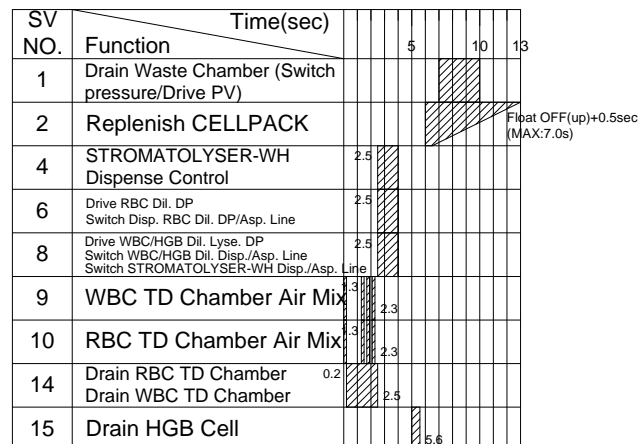 SV
NO.
Time(sec)
Function
5
10
13
1
Drain Waste Chamber (Switch
pressure/Drive PV)
2
Replenish CELLPACK
Float OFF(up)+0.5sec
(MAX:7.0s)
4
STROMATOLYSER-WH
Dispense Control
2.5
6
Drive RBC Dil. DP
Switch Disp. RBC Dil. DP/Asp. Line
2.5
8
Drive WBC/HGB Dil. Lyse. DP
Switch WBC/HGB Dil. Disp./Asp. Line
Switch STROMATOLYSER-WH Disp./Asp. Line
2.5
9
WBC TD Chamber Air Mix
1.3
2.3
10
RBC TD Chamber Air Mix
1.3
2.3
14
Drain RBC TD Chamber
Drain WBC TD Chamber
0.2
2.5
15
Drain HGB Cell
5.6